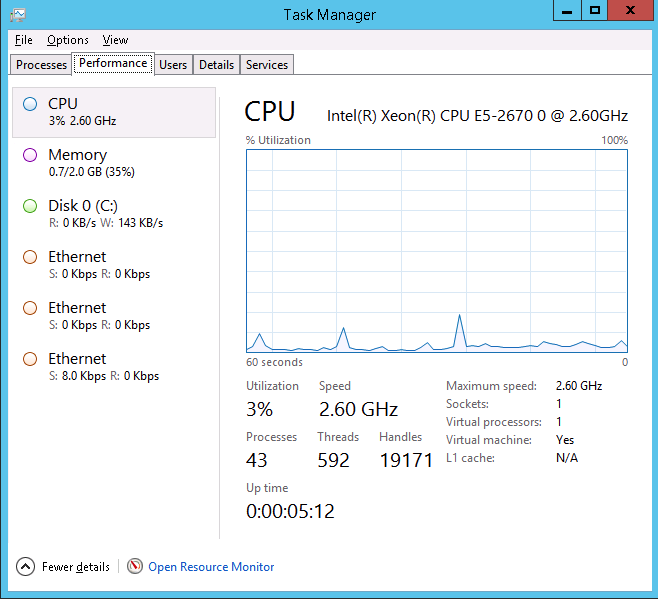 Task Manager
File Options View
Processes Performance Users Details Services
CPU
3% 2.60 GHz
Memory
0.7/2.0 GB (35%)
Disk 0 (C:)
R: 0 KB/s W: 143 KB/s
Ethernet
S: 0 Kbps R: 0 Kbps
Ethernet
S: 0 Kbps R: 0 Kbps
Ethernet
S: 8.0 Kbps R: 0 Kbps
CPU Intel(R) Xeon(R) CPU E5-2670 0 @ 2.60GHz
% Utilization 100%
60 seconds 0
Utilization Speed
3% 2.60 GHz
Processes Threads Handles
43 592 19171
Up time
0:00:05:12
Maximum speed: 2.60 GHz
Sockets: 1
Virtual processors: 1
Virtual machine: Yes
L1 cache: N/A
Fewer details Open Resource Monitor